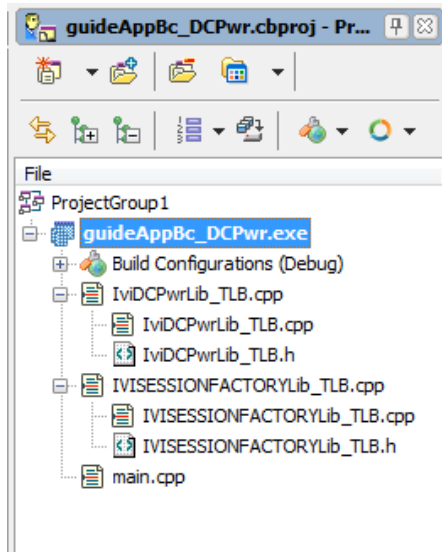 guideAppBc_DCPwr.cbproj - Pr...
File
ProjectGroup1
guideAppBc_DCPwr.exe
Build Configurations (Debug)
IviDCPwrLib_TLB.cpp
IviDCPwrLib_TLB.cpp
IviDCPwrLib_TLB.h
IVISESSIONFACTORYLib_TLB.cpp
IVISESSIONFACTORYLib_TLB.cpp
IVISESSIONFACTORYLib_TLB.h
main.cpp